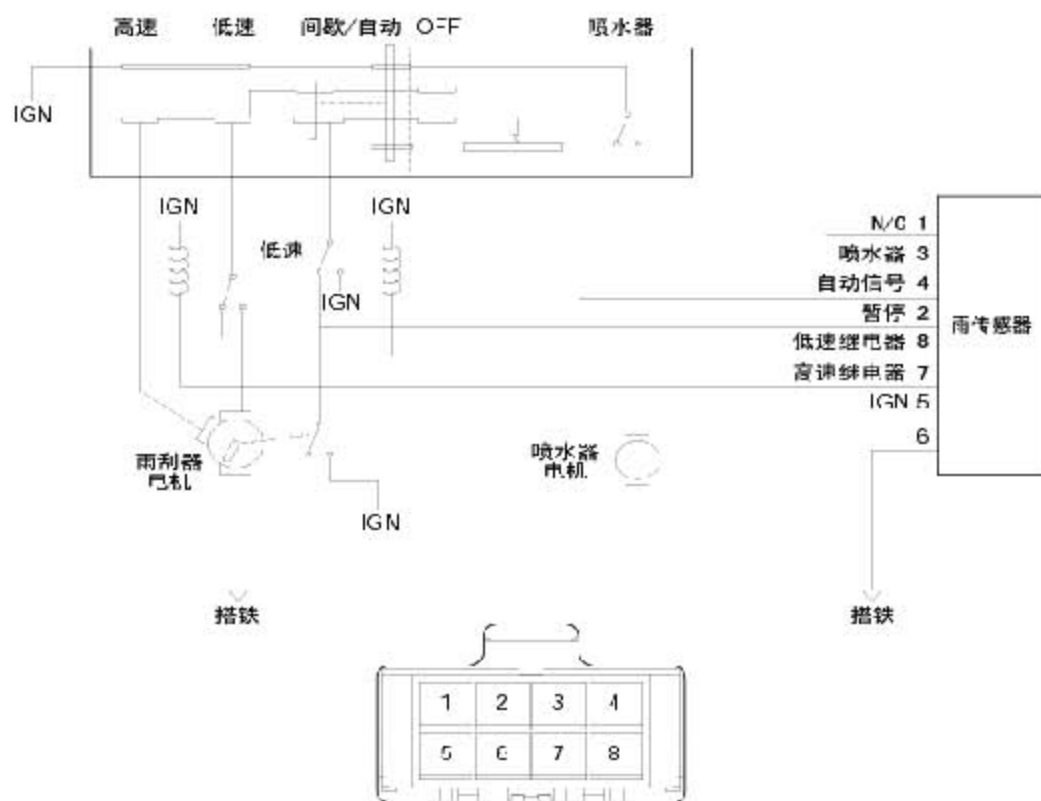 高速 低速 间歇/自动 OFF 喷水器
IGN
IGN IGN
低速
IGN
N/C 1
喷水器 3
自动信号 4
暂停 2
低速继电器 8
高速继电器 7
IGN 5
6
雨传感器
雨刮器
电机
喷水器
电机
IGN
搭铁 搭铁
1 2 3 4
5 6 7 8